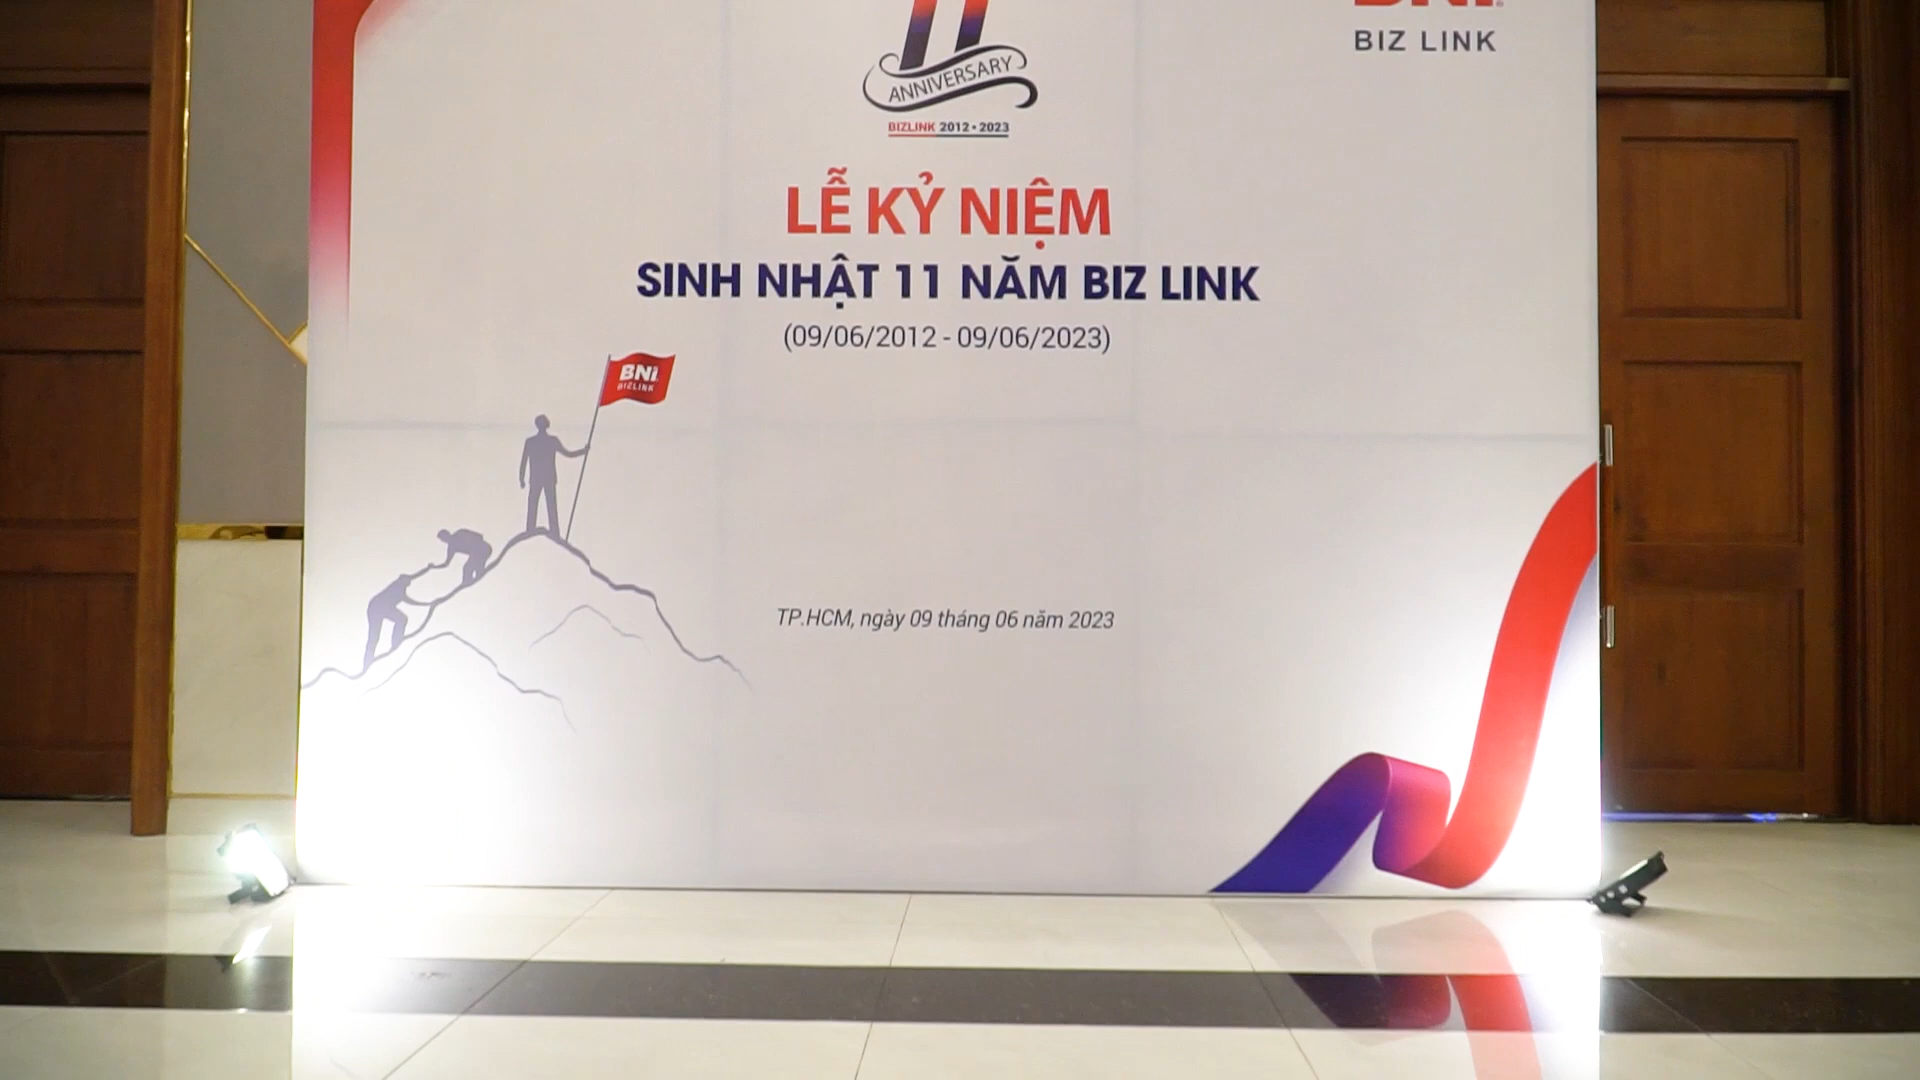 11
ANNIVERSARY
BIZLINK 2012 • 2023
BNI
BIZ LINK
LỄ KỶ NIỆM
SINH NHẬT 11 NĂM BIZ LINK
(09/06/2012 - 09/06/2023)
BNI
BIZLINK
TP.HCM, ngày 09 tháng 06 năm 2023